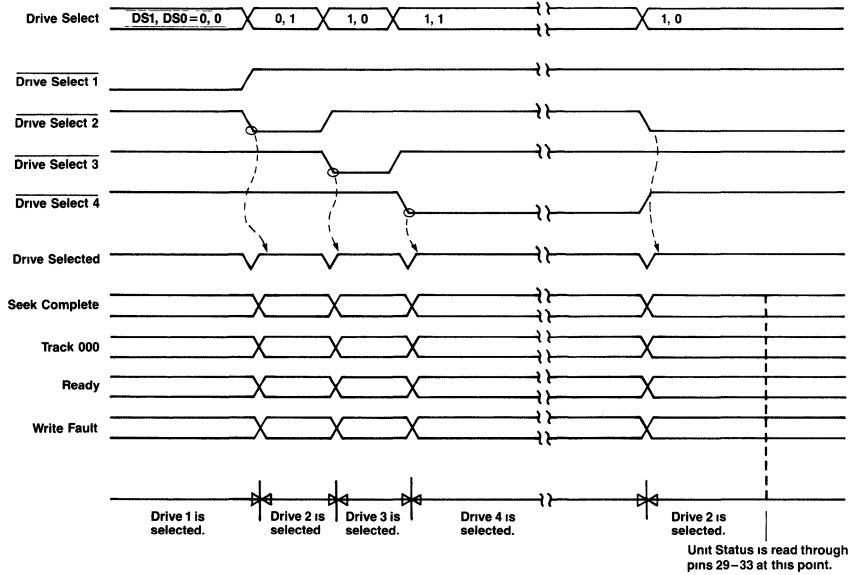 Drive Select
DS1, DS0 = 0, 0
0, 1
1, 0
1, 1
1, 0
Drive Select 1
Drive Select 2
Drive Select 3
Drive Select 4
Drive Selected
Seek Complete
Track 000
Ready
Write Fault
Drive 1 is
selected.
Drive 2 is
selected
Drive 3 is
selected.
Drive 4 is
selected.
Drive 2 is
selected.
Unit Status is read through
pins 29–33 at this point.